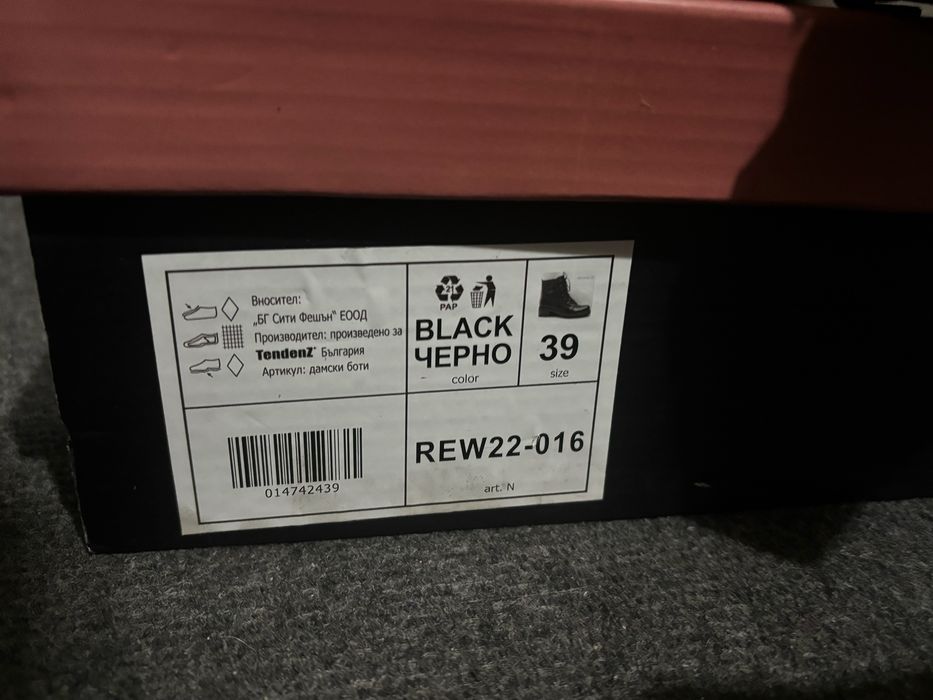 Вносител:
„БГ Сити Фешън“ ЕООД
Производител: произведено за
TendenZ България
Артикул: дамски боти
21
PAP
BLACK
ЧЕРНО
color
39
size
014742439
REW22-016
art. N